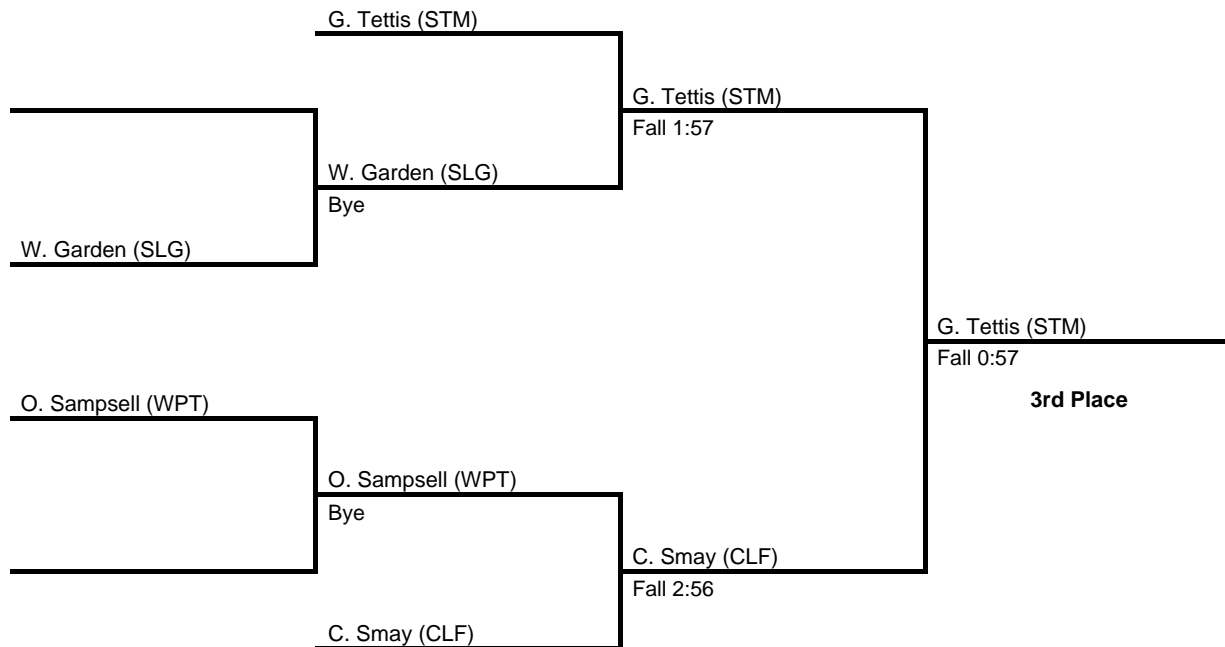 G. Tettis (STM)
G. Tettis (STM)
Fall 1:57
W. Garden (SLG)
Bye
W. Garden (SLG)
G. Tettis (STM)
Fall 0:57
3rd Place
O. Sampsell (WPT)
O. Sampsell (WPT)
Bye
C. Smay (CLF)
Fall 2:56
C. Smay (CLF)